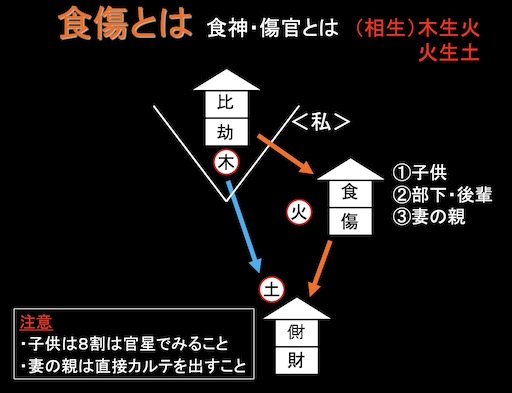 食傷とは 食神・傷官とは (相生)木生火
火生土
比
劫
<私>
木
食
傷
①子供
②部下・後輩
③妻の親
火
土
注意
・子供は8割は官星でみること
・妻の親は直接カルテを出すこと
財